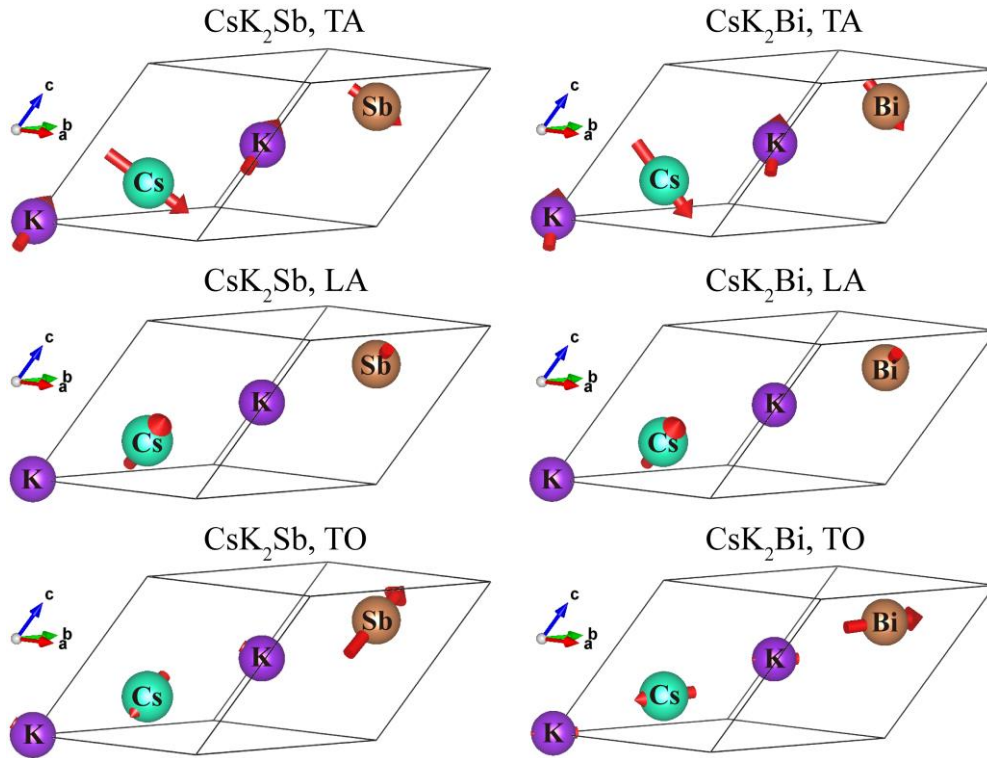 CsK₂Sb, TA
c
b
a
K
Cs
K
Sb
CsK₂Bi, TA
c
b
a
K
Cs
K
Bi
CsK₂Sb, LA
c
b
a
K
Cs
K
Sb
CsK₂Bi, LA
c
b
a
K
Cs
K
Bi
CsK₂Sb, TO
c
b
a
K
Cs
K
Sb
CsK₂Bi, TO
c
b
a
K
Cs
K
Bi